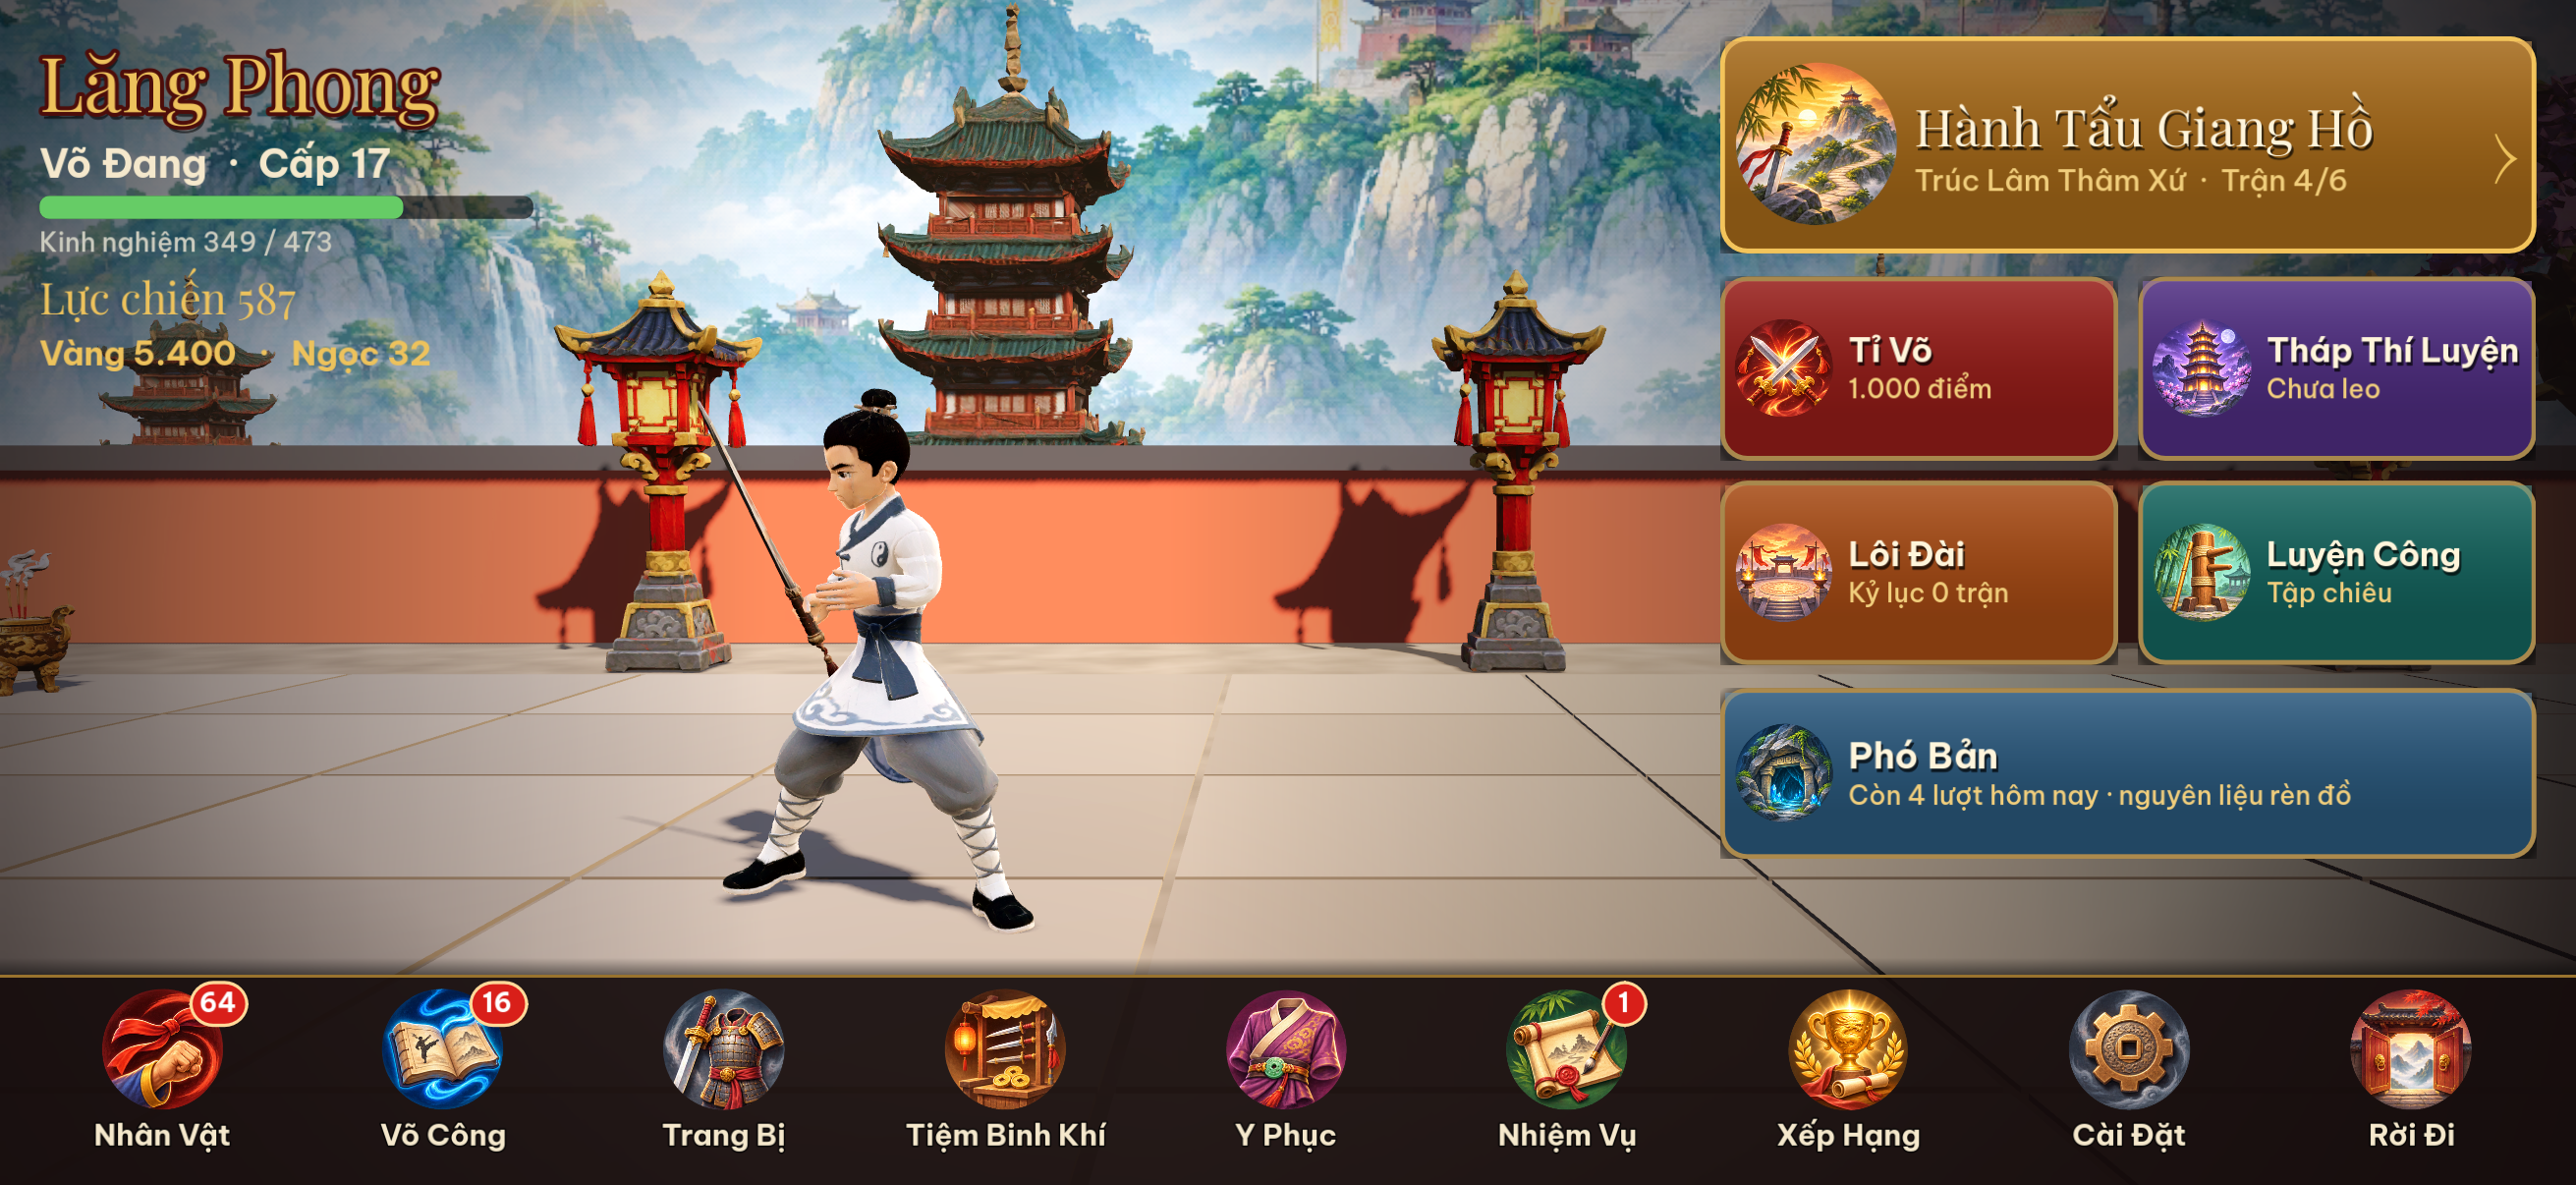 Lăng Phong
Võ Đang · Cấp 17
Kinh nghiệm 349 / 473
Lực chiến 587
Vàng 5.400 · Ngọc 32
Hành Tẩu Giang Hồ
Trúc Lâm Thâm Xứ · Trận 4/6
Tỉ Võ
1.000 điểm
Tháp Thí Luyện
Chưa leo
Lôi Đài
Kỷ lục 0 trận
Luyện Công
Tập chiêu
Phó Bản
Còn 4 lượt hôm nay · nguyên liệu rèn đồ
64
Nhân Vật
16
Võ Công
Trang Bị
Tiệm Binh Khí
Y Phục
1
Nhiệm Vụ
Xếp Hạng
Cài Đặt
Rời Đi